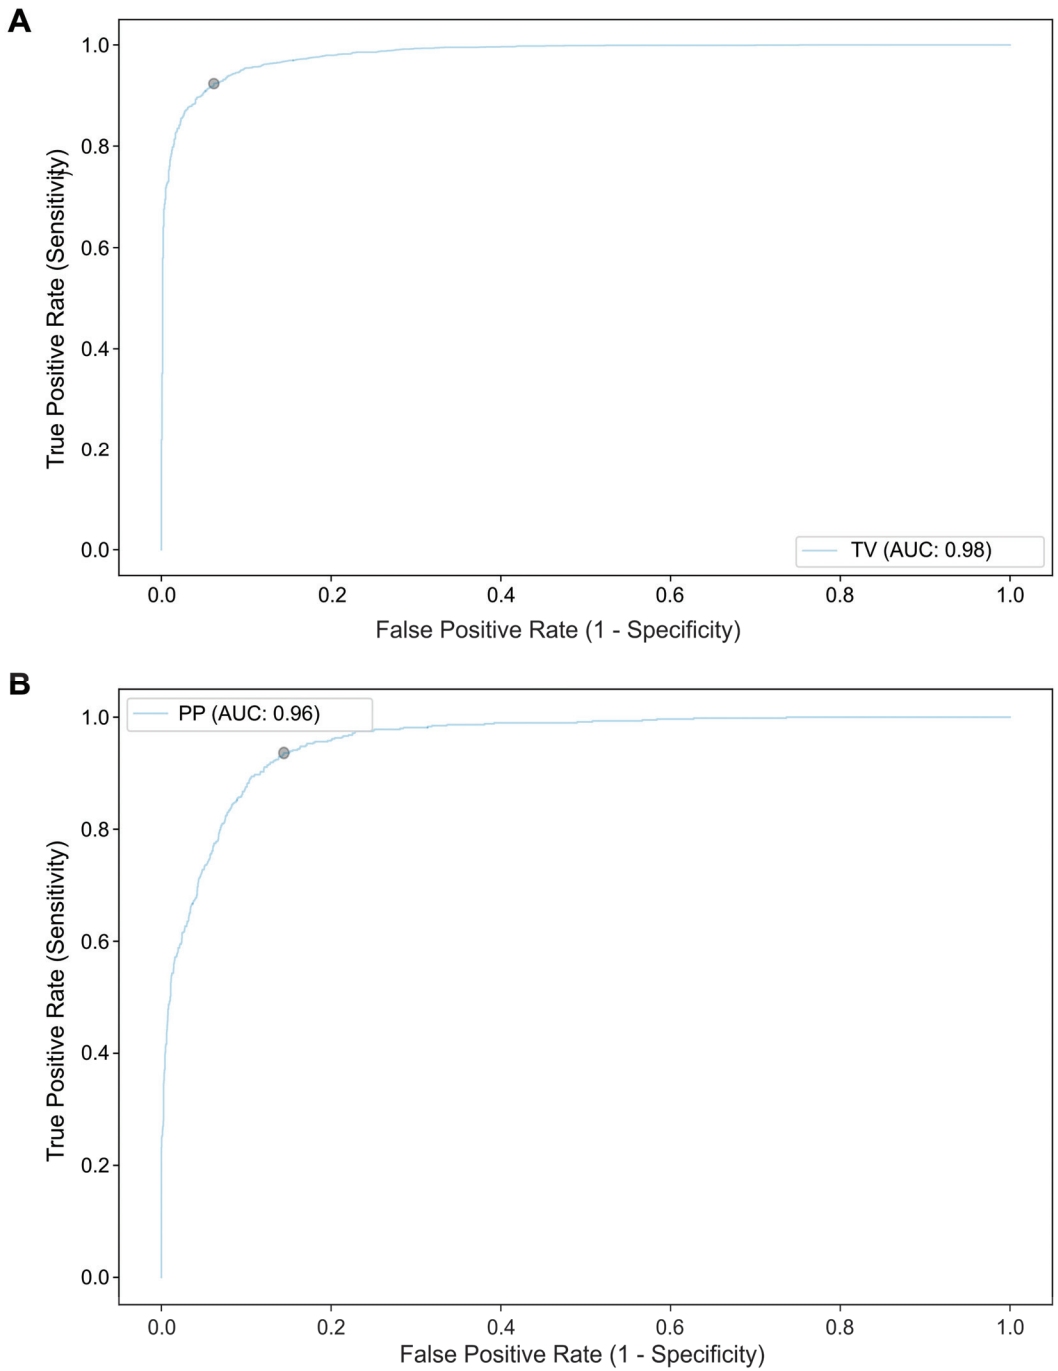 A
True Positive Rate (Sensitivity)
1.0
0.8
0.6
0.4
0.2
0.0
TV (AUC: 0.98)
0.0 0.2 0.4 0.6 0.8 1.0
False Positive Rate (1 - Specificity)
B
True Positive Rate (Sensitivity)
PP (AUC: 0.96)
1.0
0.8
0.6
0.4
0.2
0.0
0.0 0.2 0.4 0.6 0.8 1.0
False Positive Rate (1 - Specificity)